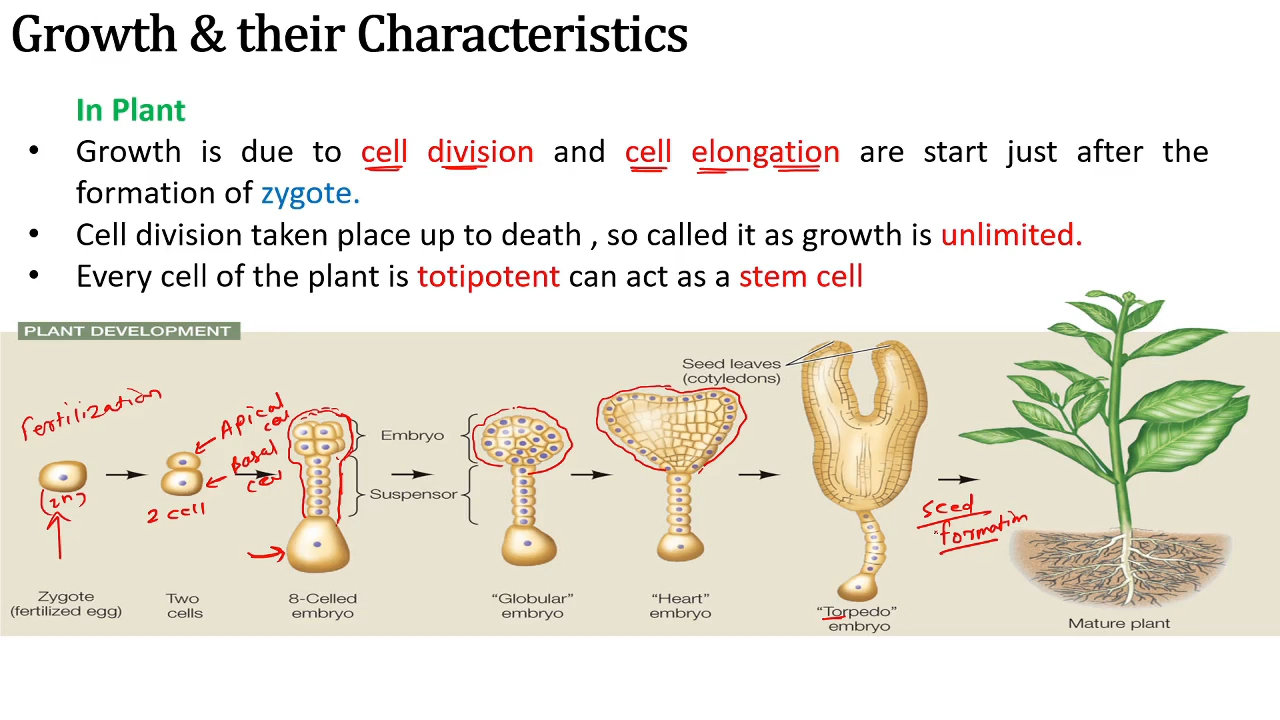 Growth & their Characteristics
In Plant
• Growth is due to cell division and cell elongation are start just after the
formation of zygote.
• Cell division taken place up to death , so called it as growth is unlimited.
• Every cell of the plant is totipotent can act as a stem cell
PLANT DEVELOPMENT
Seed leaves
(cotyledons)
Fertilization
Apical
cell
Basal
cell
Embryo
Suspensor
(2n)
2 cell
Seed
formation
Zygote
(fertilized egg)
Two
cells
8-Celled
embryo
“Globular”
embryo
“Heart”
embryo
“Torpedo”
embryo
Mature plant